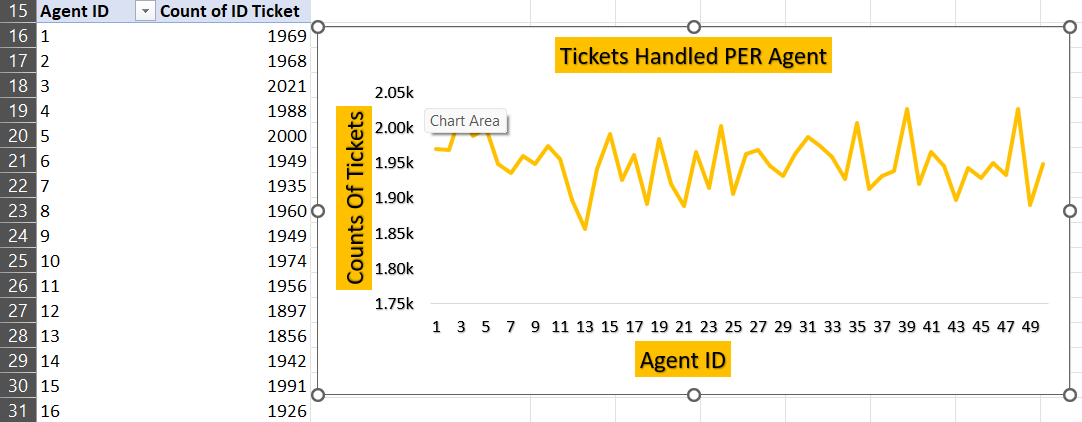 15 Agent ID Count of ID Ticket
16 1 1969
17 2 1968
18 3 2021
19 4 1988
20 5 2000
21 6 1949
22 7 1935
23 8 1960
24 9 1949
25 10 1974
26 11 1956
27 12 1897
28 13 1856
29 14 1942
30 15 1991
31 16 1926
Tickets Handled PER Agent
Counts Of Tickets
2.05k
2.00k
1.95k
1.90k
1.85k
1.80k
1.75k
Chart Area
1 3 5 7 9 11 13 15 17 19 21 23 25 27 29 31 33 35 37 39 41 43 45 47 49
Agent ID